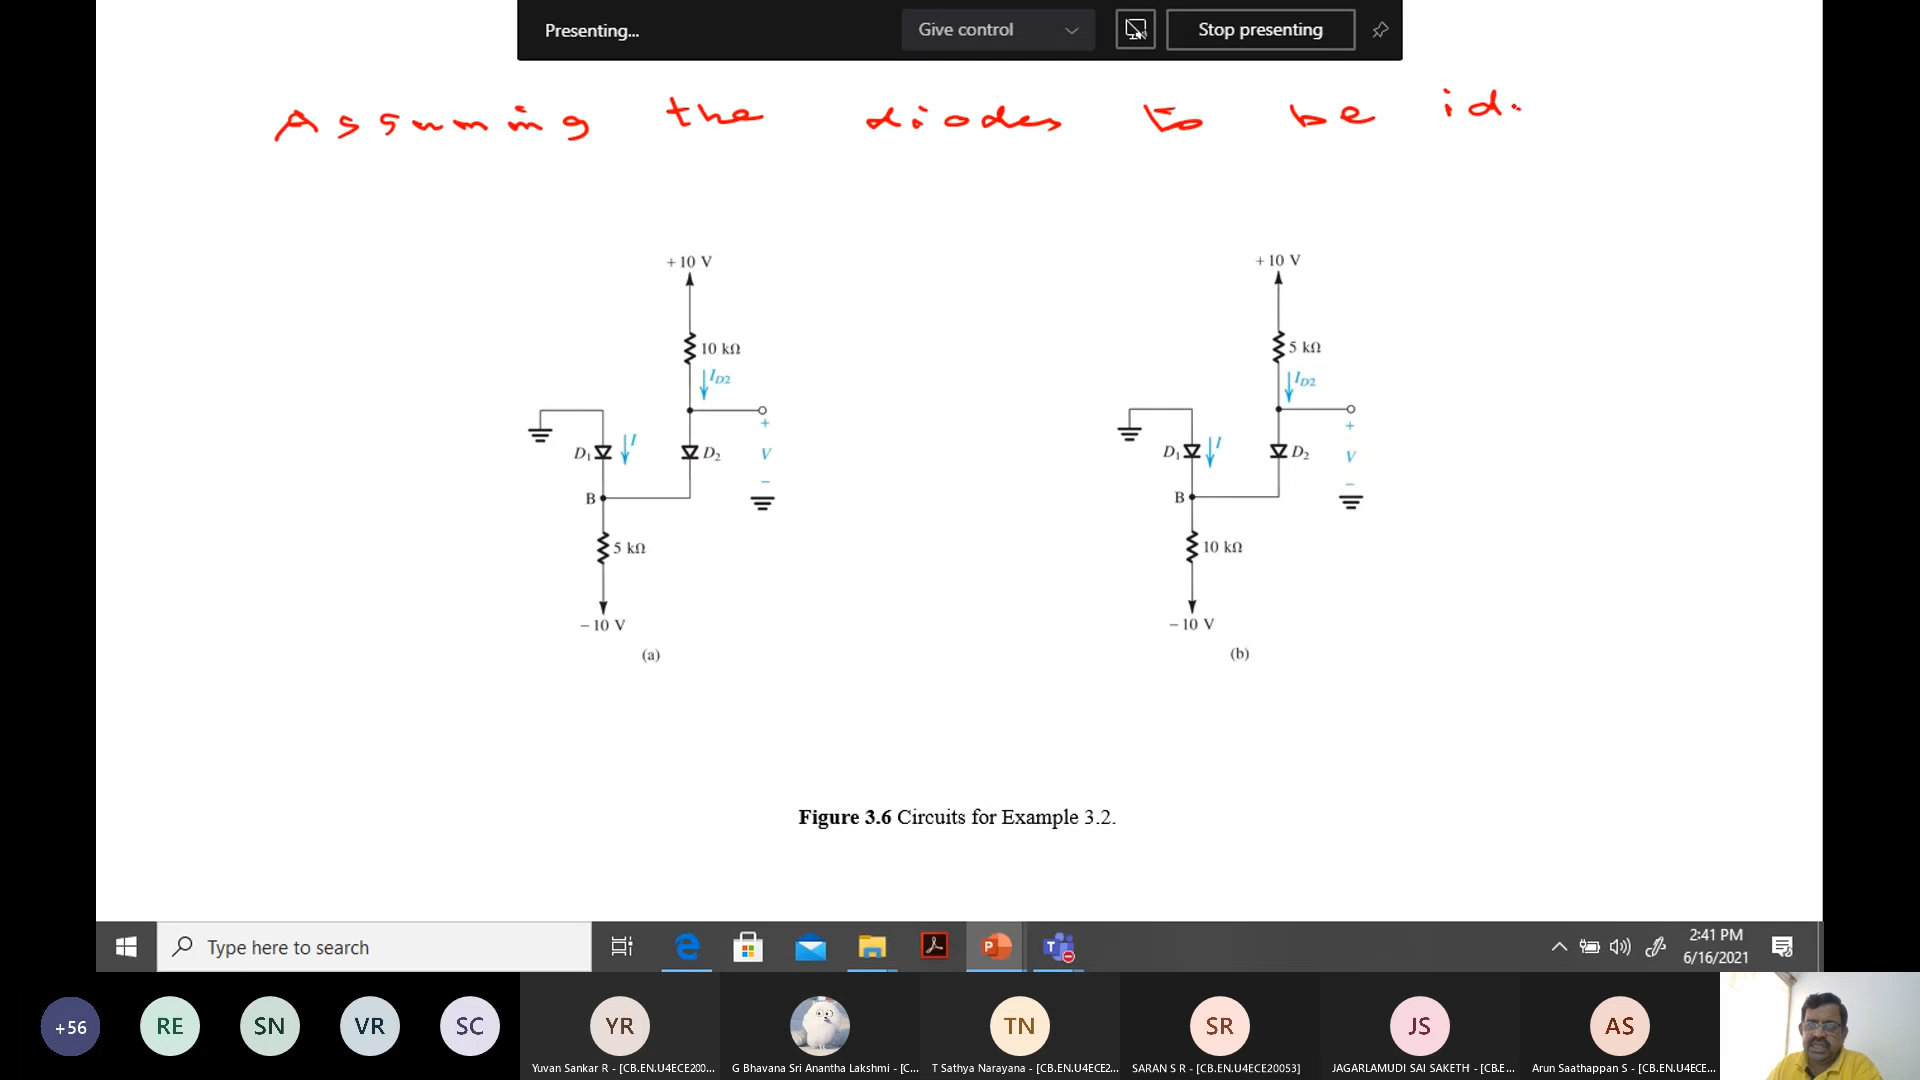 Presenting...
Give control
Stop presenting
Assuming the diodes to be id.
+10 V
+10 V
10 kΩ
5 kΩ
I_D2
I_D2
D₁
I
D₂
+
V
−
D₁
I
D₂
+
V
−
B
B
5 kΩ
10 kΩ
−10 V
−10 V
(a)
(b)
Figure 3.6 Circuits for Example 3.2.
Type here to search
2:41 PM
6/16/2021
+56
RE
SN
VR
SC
YR
TN
SR
JS
AS
Yuvan Sankar R - [CB.EN.U4ECE200...
G Bhavana Sri Anantha Lakshmi - [C...
T Sathya Narayana - [CB.EN.U4ECE2...
SARAN S R - [CB.EN.U4ECE20053]
JAGARLAMUDI SAI SAKETH - [CB.E...
Arun Saathappan S - [CB.EN.U4ECE...